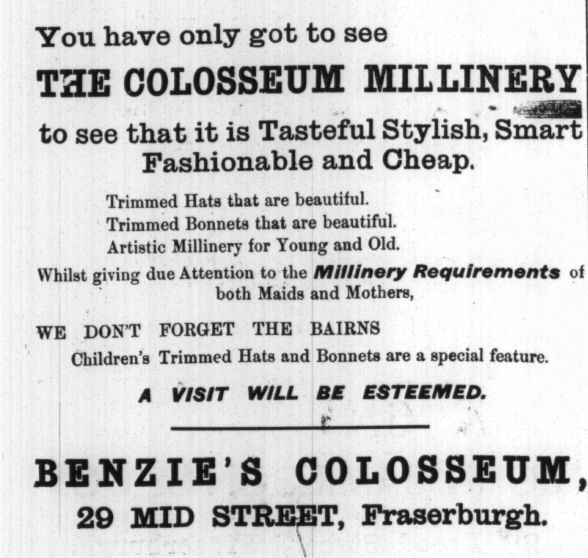 You have only got to see
THE COLOSSEUM MILLINERY
to see that it is Tasteful Stylish, Smart
Fashionable and Cheap.
Trimmed Hats that are beautiful.
Trimmed Bonnets that are beautiful.
Artistic Millinery for Young and Old.
Whilst giving due Attention to the Millinery Requirements of
both Maids and Mothers,
WE DON'T FORGET THE BAIRNS
Children's Trimmed Hats and Bonnets are a special feature.
A VISIT WILL BE ESTEEMED.
BENZIE'S COLOSSEUM,
29 MID STREET, Fraserburgh.